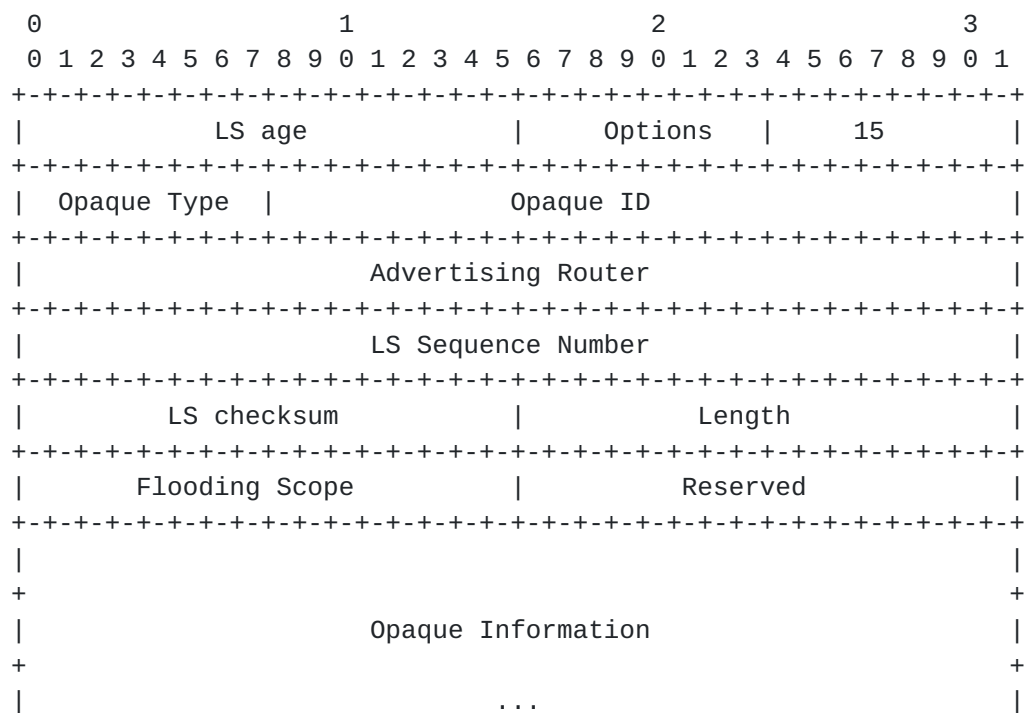 0                   1                   2                   3
 0 1 2 3 4 5 6 7 8 9 0 1 2 3 4 5 6 7 8 9 0 1 2 3 4 5 6 7 8 9 0 1
+-+-+-+-+-+-+-+-+-+-+-+-+-+-+-+-+-+-+-+-+-+-+-+-+-+-+-+-+-+-+-+-+
|            LS age             |     Options   |     15        |
+-+-+-+-+-+-+-+-+-+-+-+-+-+-+-+-+-+-+-+-+-+-+-+-+-+-+-+-+-+-+-+-+
|  Opaque Type  |               Opaque ID                       |
+-+-+-+-+-+-+-+-+-+-+-+-+-+-+-+-+-+-+-+-+-+-+-+-+-+-+-+-+-+-+-+-+
|                      Advertising Router                       |
+-+-+-+-+-+-+-+-+-+-+-+-+-+-+-+-+-+-+-+-+-+-+-+-+-+-+-+-+-+-+-+-+
|                      LS Sequence Number                       |
+-+-+-+-+-+-+-+-+-+-+-+-+-+-+-+-+-+-+-+-+-+-+-+-+-+-+-+-+-+-+-+-+
|         LS checksum           |           Length              |
+-+-+-+-+-+-+-+-+-+-+-+-+-+-+-+-+-+-+-+-+-+-+-+-+-+-+-+-+-+-+-+-+
|       Flooding Scope          |          Reserved             |
+-+-+-+-+-+-+-+-+-+-+-+-+-+-+-+-+-+-+-+-+-+-+-+-+-+-+-+-+-+-+-+-+
|                                                               |
+                                                               +
|                      Opaque Information                       |
+                                                               +
|                              ...                              |